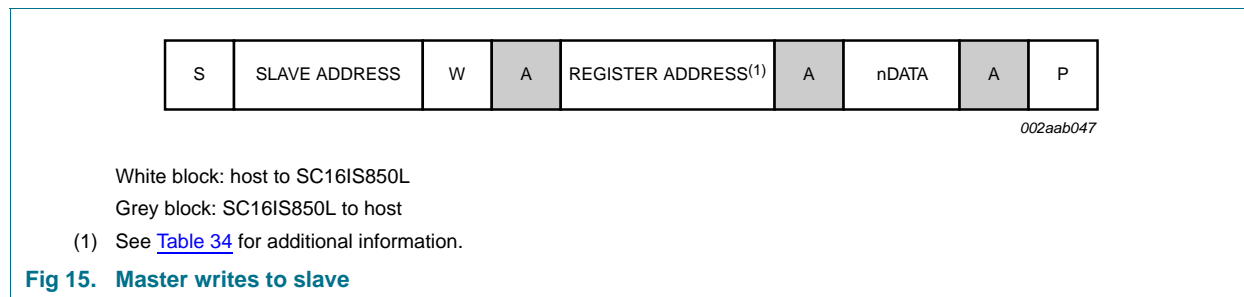 S SLAVE ADDRESS W A REGISTER ADDRESS(1) A nDATA A P
002aab047
White block: host to SC16IS850L
Grey block: SC16IS850L to host
(1) See Table 34 for additional information.
Fig 15. Master writes to slave